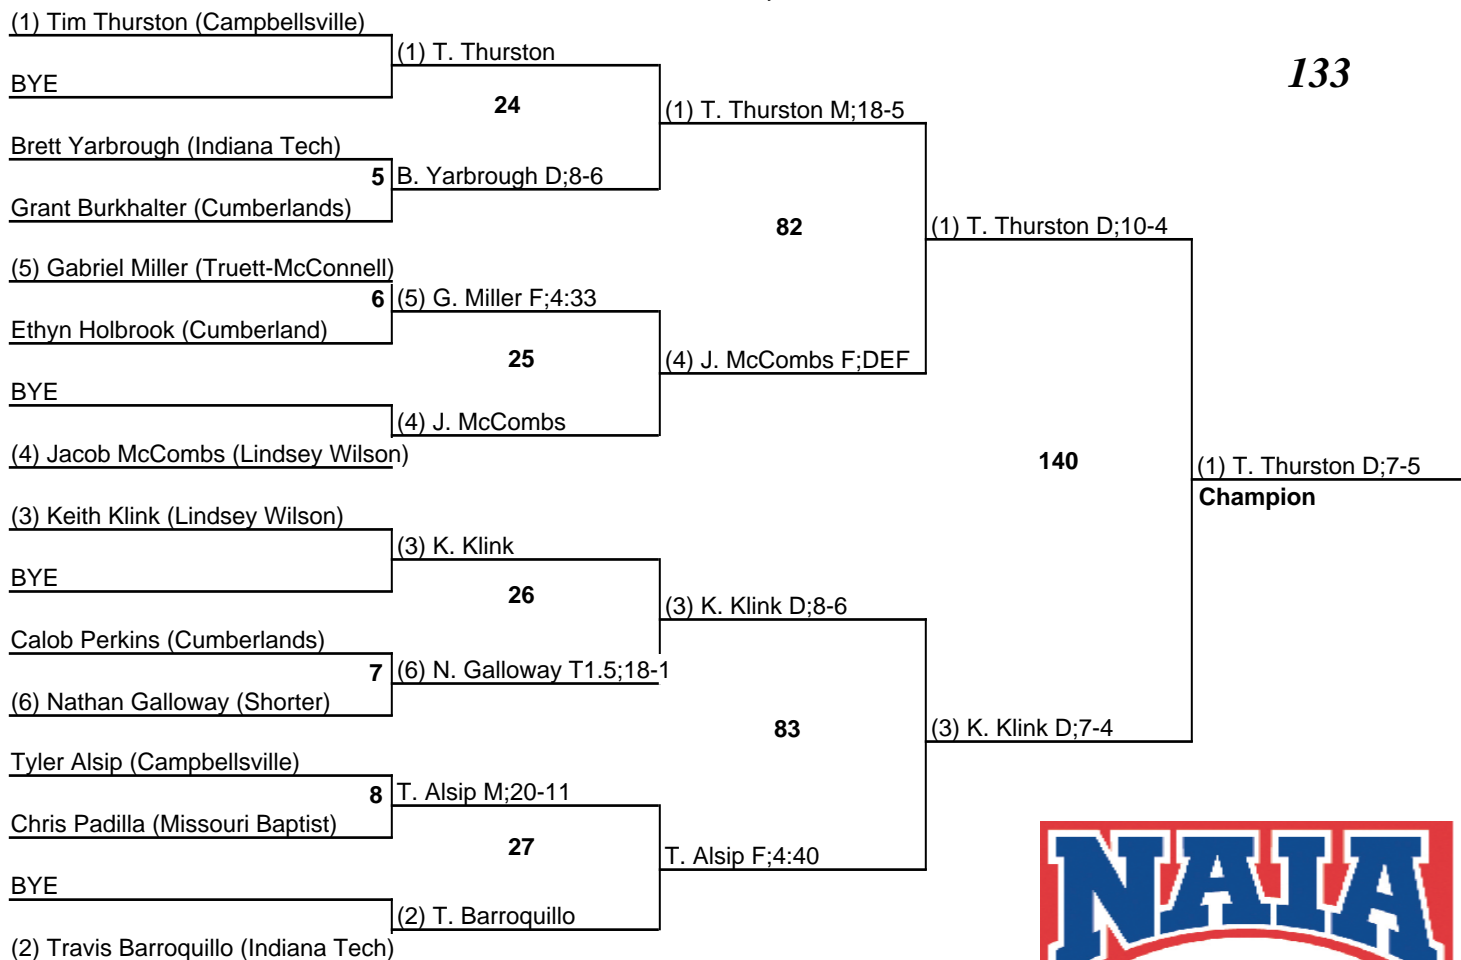 (1) Tim Thurston (Campbellsville)
(1) T. Thurston
133
BYE
24
(1) T. Thurston M;18-5
Brett Yarbrough (Indiana Tech)
5
B. Yarbrough D;8-6
Grant Burkhalter (Cumberlands)
82
(1) T. Thurston D;10-4
(5) Gabriel Miller (Truett-McConnell)
6
(5) G. Miller F;4:33
Ethyn Holbrook (Cumberland)
25
(4) J. McCombs F;DEF
BYE
(4) J. McCombs
(4) Jacob McCombs (Lindsey Wilson)
140
(1) T. Thurston D;7-5
Champion
(3) Keith Klink (Lindsey Wilson)
(3) K. Klink
BYE
26
(3) K. Klink D;8-6
Calob Perkins (Cumberlands)
7
(6) N. Galloway T1.5;18-1
(6) Nathan Galloway (Shorter)
83
(3) K. Klink D;7-4
Tyler Alsip (Campbellsville)
8
T. Alsip M;20-11
Chris Padilla (Missouri Baptist)
27
T. Alsip F;4:40
BYE
(2) T. Barroquillo
(2) Travis Barroquillo (Indiana Tech)
NAIA